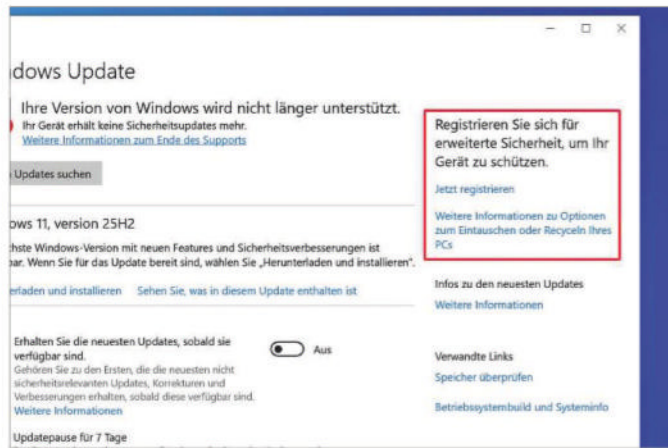 dows Update
Ihre Version von Windows wird nicht länger unterstützt.
Ihr Gerät erhält keine Sicherheitsupdates mehr.
Weitere Informationen zum Ende des Supports
Updates suchen
ows 11, version 25H2
hste Windows-Version mit neuen Features und Sicherheitsverbesserungen ist
bar. Wenn Sie für das Update bereit sind, wählen Sie „Herunterladen und installieren“.
erladen und installieren Sehen Sie, was in diesem Update enthalten ist
Erhalten Sie die neuesten Updates, sobald sie
verfügbar sind.
Aus
Gehören Sie zu den Ersten, die die neuesten nicht
sicherheitsrelevanten Updates, Korrekturen und
Verbesserungen erhalten, sobald diese verfügbar sind.
Weitere Informationen
Updatepause für 7 Tage
Registrieren Sie sich für
erweiterte Sicherheit, um Ihr
Gerät zu schützen.
Jetzt registrieren
Weitere Informationen zu Optionen
zum Eintauschen oder Recyceln Ihres
PCs
Infos zu den neuesten Updates
Weitere Informationen
Verwandte Links
Speicher überprüfen
Betriebssystembuild und Systeminfo